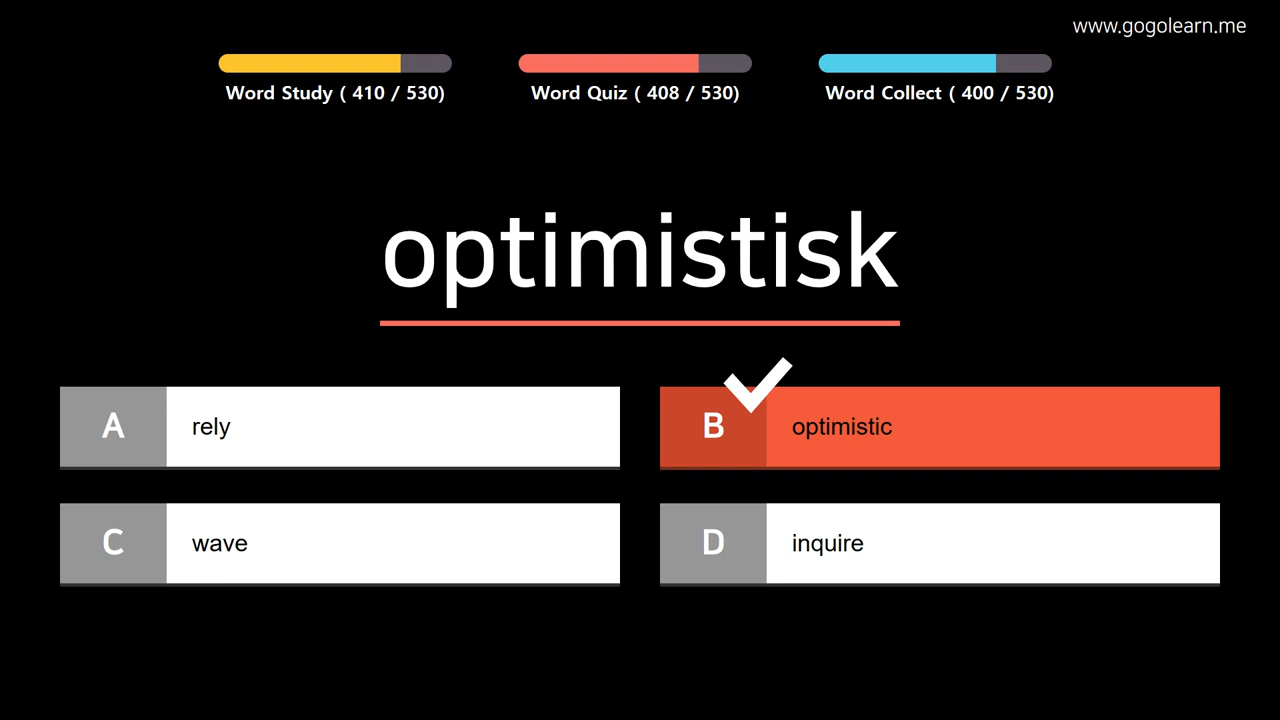 www.gogolearn.me
Word Study ( 410 / 530)
Word Quiz ( 408 / 530)
Word Collect ( 400 / 530)
optimistisk
A rely
B optimistic
C wave
D inquire